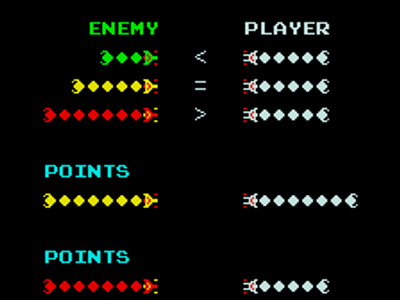 ENEMY PLAYER
<
=
>
POINTS
POINTS